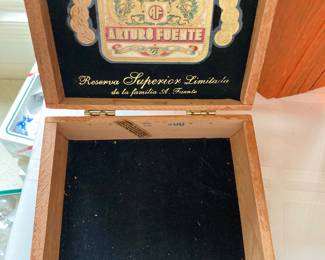 AF
ARTURO FUENTE
Reserva Superior Limitada
de la familia A. Fuente